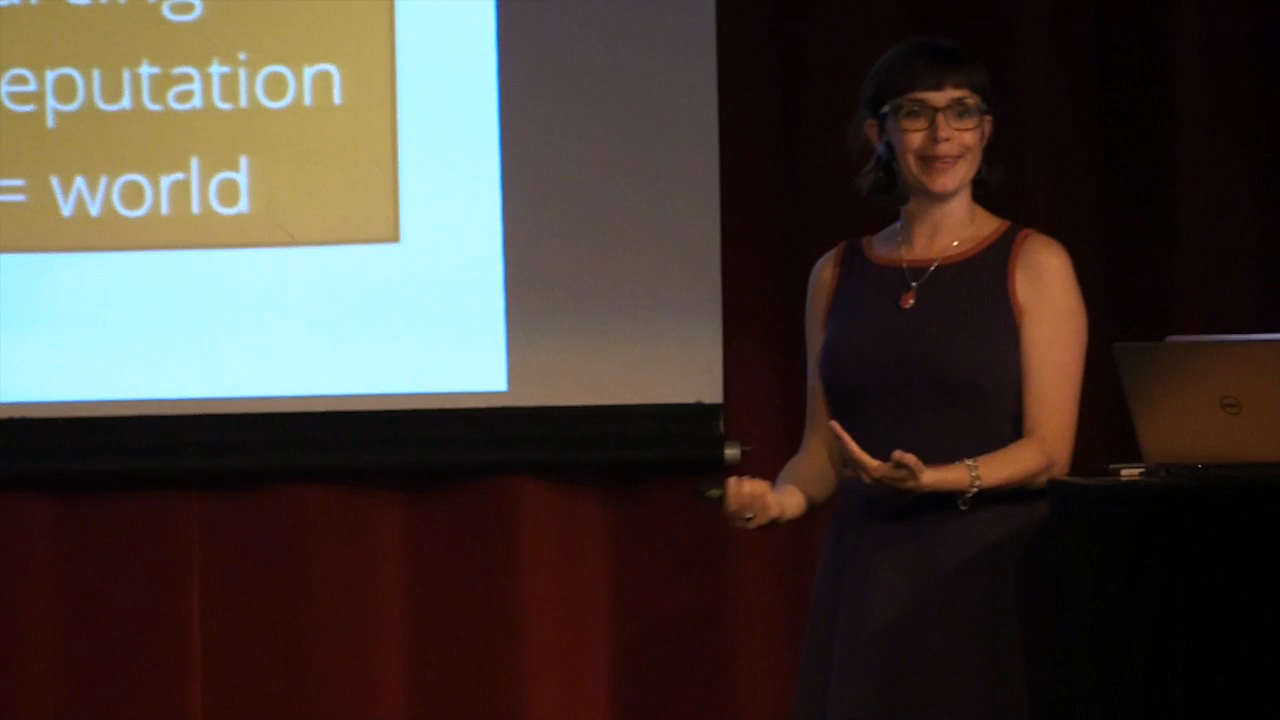 eputation
= world